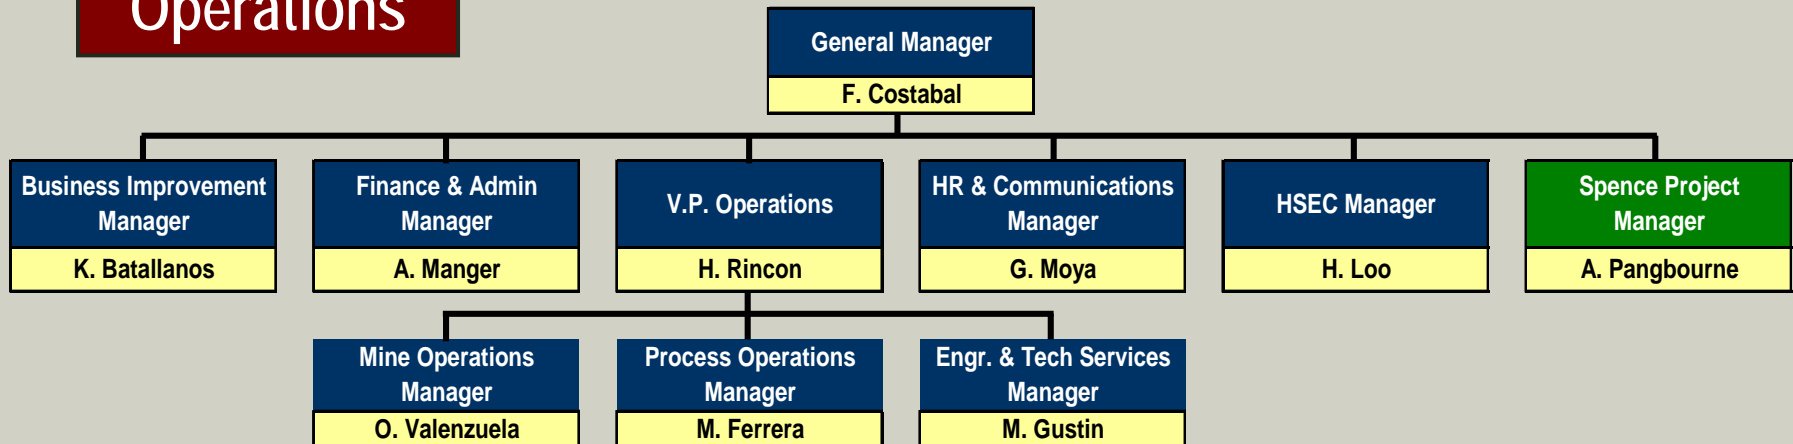 Operations
General Manager
F. Costabal
Business Improvement
Manager
K. Batallanos
Finance & Admin
Manager
A. Manger
V.P. Operations
H. Rincon
HR & Communications
Manager
G. Moya
HSEC Manager
H. Loo
Spence Project
Manager
A. Pangbourne
Mine Operations
Manager
O. Valenzuela
Process Operations
Manager
M. Ferrera
Engr. & Tech Services
Manager
M. Gustin